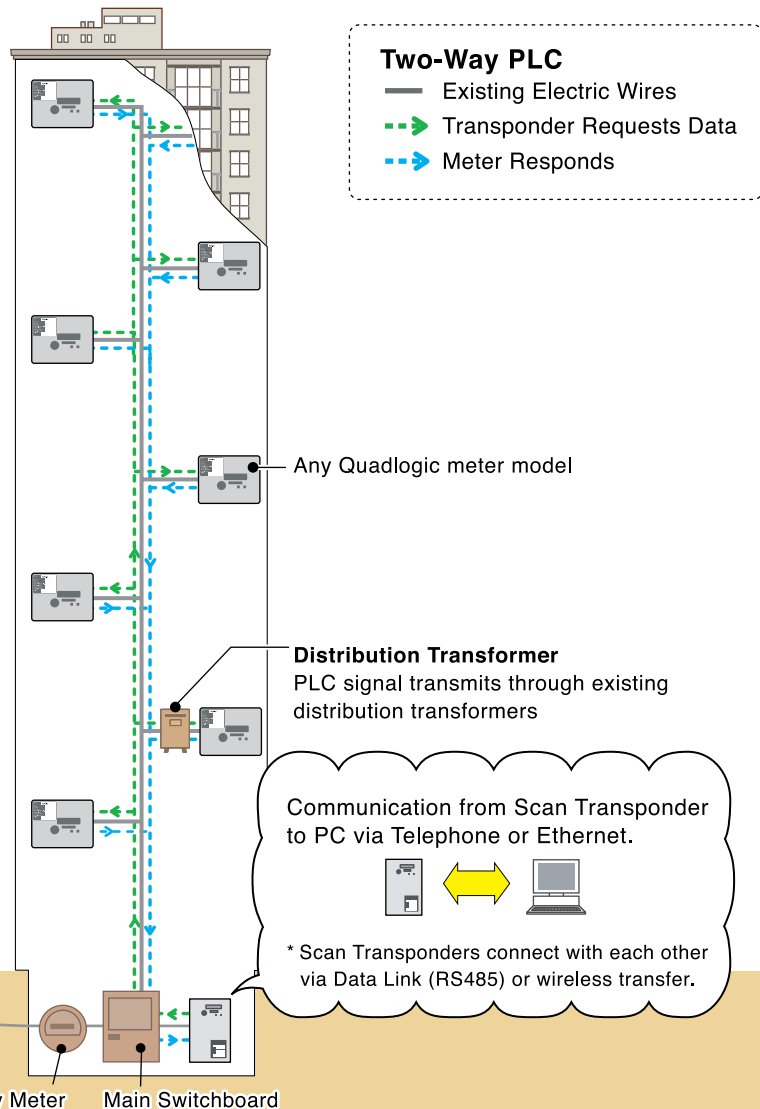 Two-Way PLC
Existing Electric Wires
Transponder Requests Data
Meter Responds
Any Quadlogic meter model
Distribution Transformer
PLC signal transmits through existing
distribution transformers
Communication from Scan Transponder
to PC via Telephone or Ethernet.
* Scan Transponders connect with each other
via Data Link (RS485) or wireless transfer.
y Meter
Main Switchboard